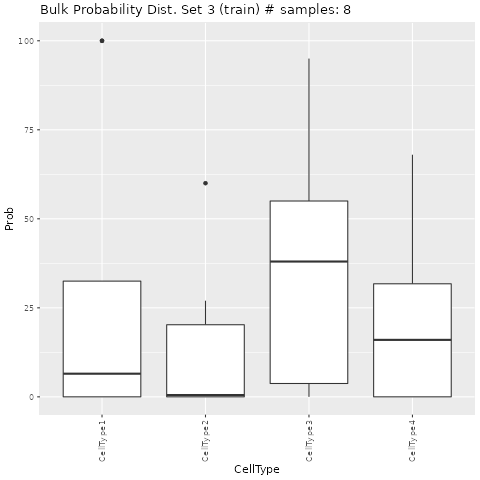 Bulk Probability Dist. Set 3 (train) # samples: 8
100
75
50
25
0
Prob
CellType1
CellType2
CellType3
CellType4
CellType